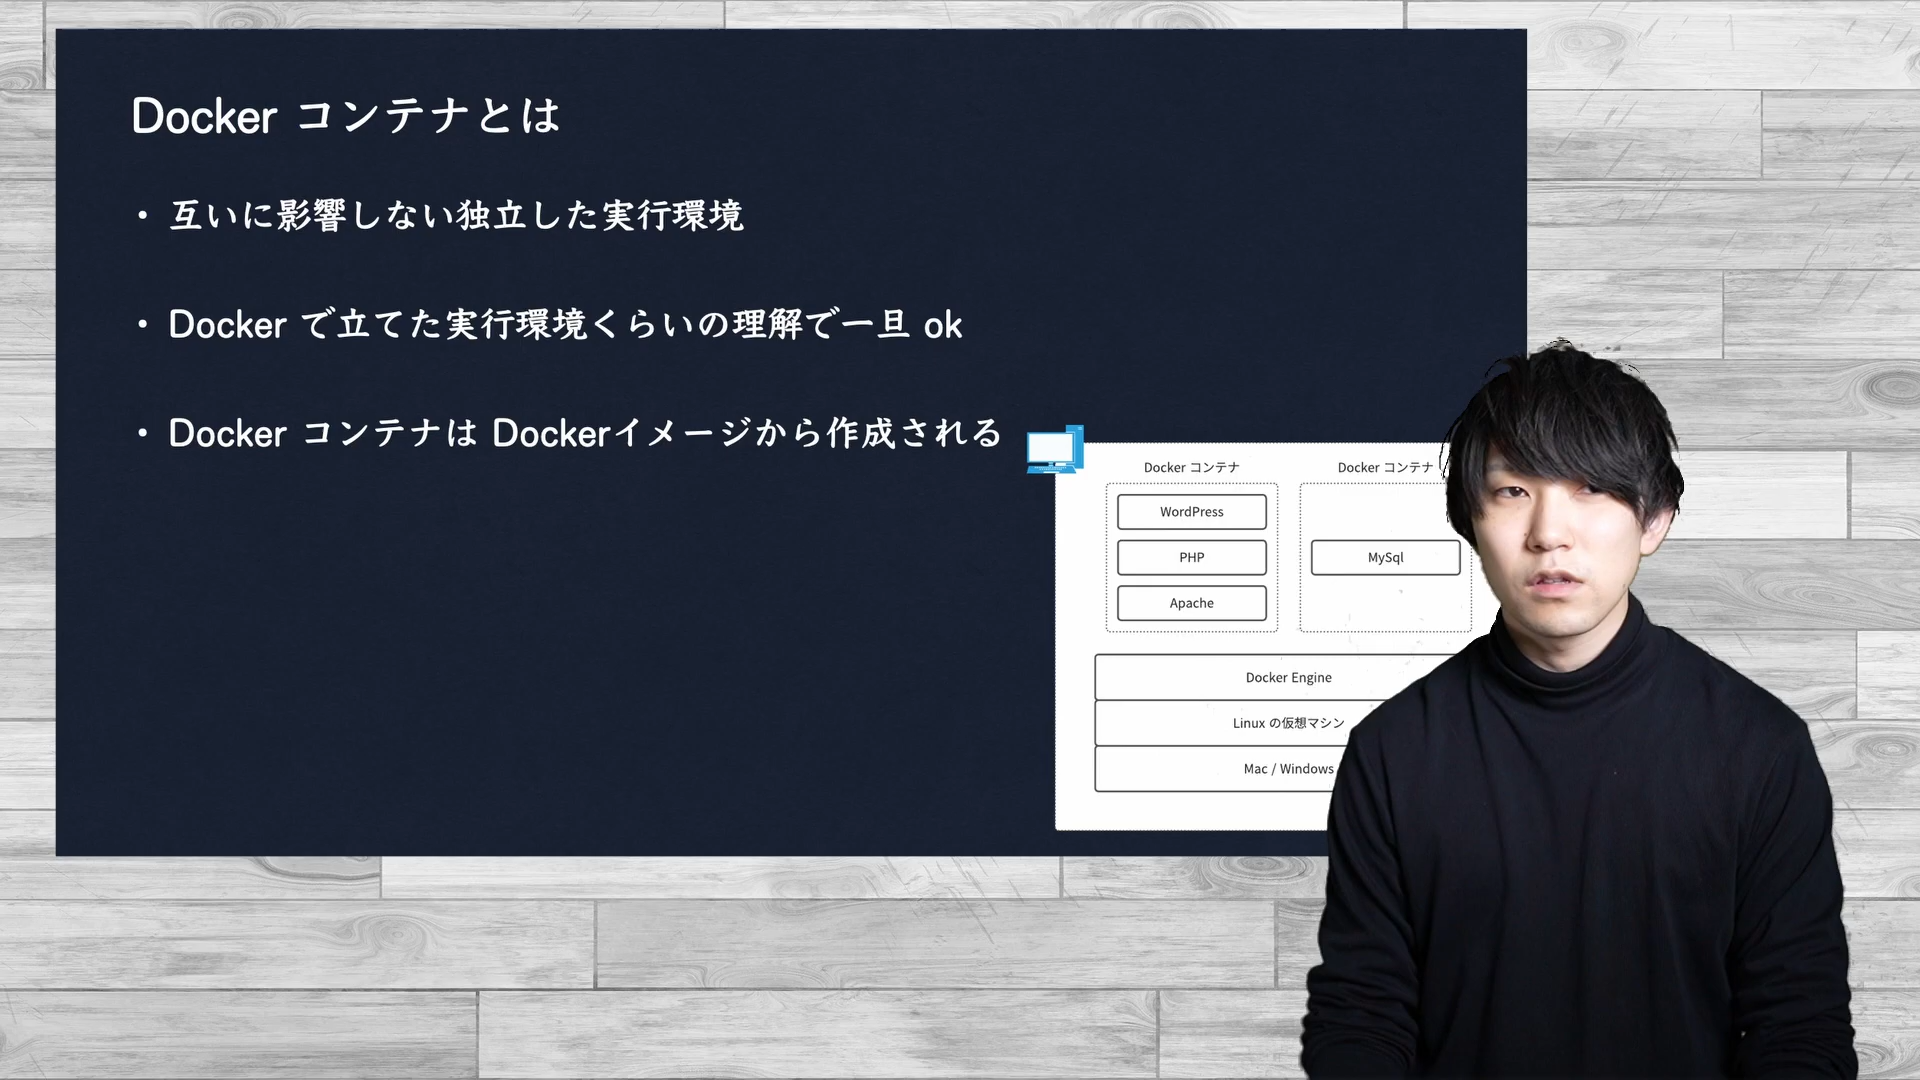 Docker コンテナとは
・ 互いに影響しない独立した実行環境
・ Docker で立てた実行環境くらいの理解で一旦 ok
・ Docker コンテナは Dockerイメージから作成される
Docker コンテナ
Docker コンテナ
WordPress
PHP
MySql
Apache
Docker Engine
Linux の仮想マシン
Mac / Windows